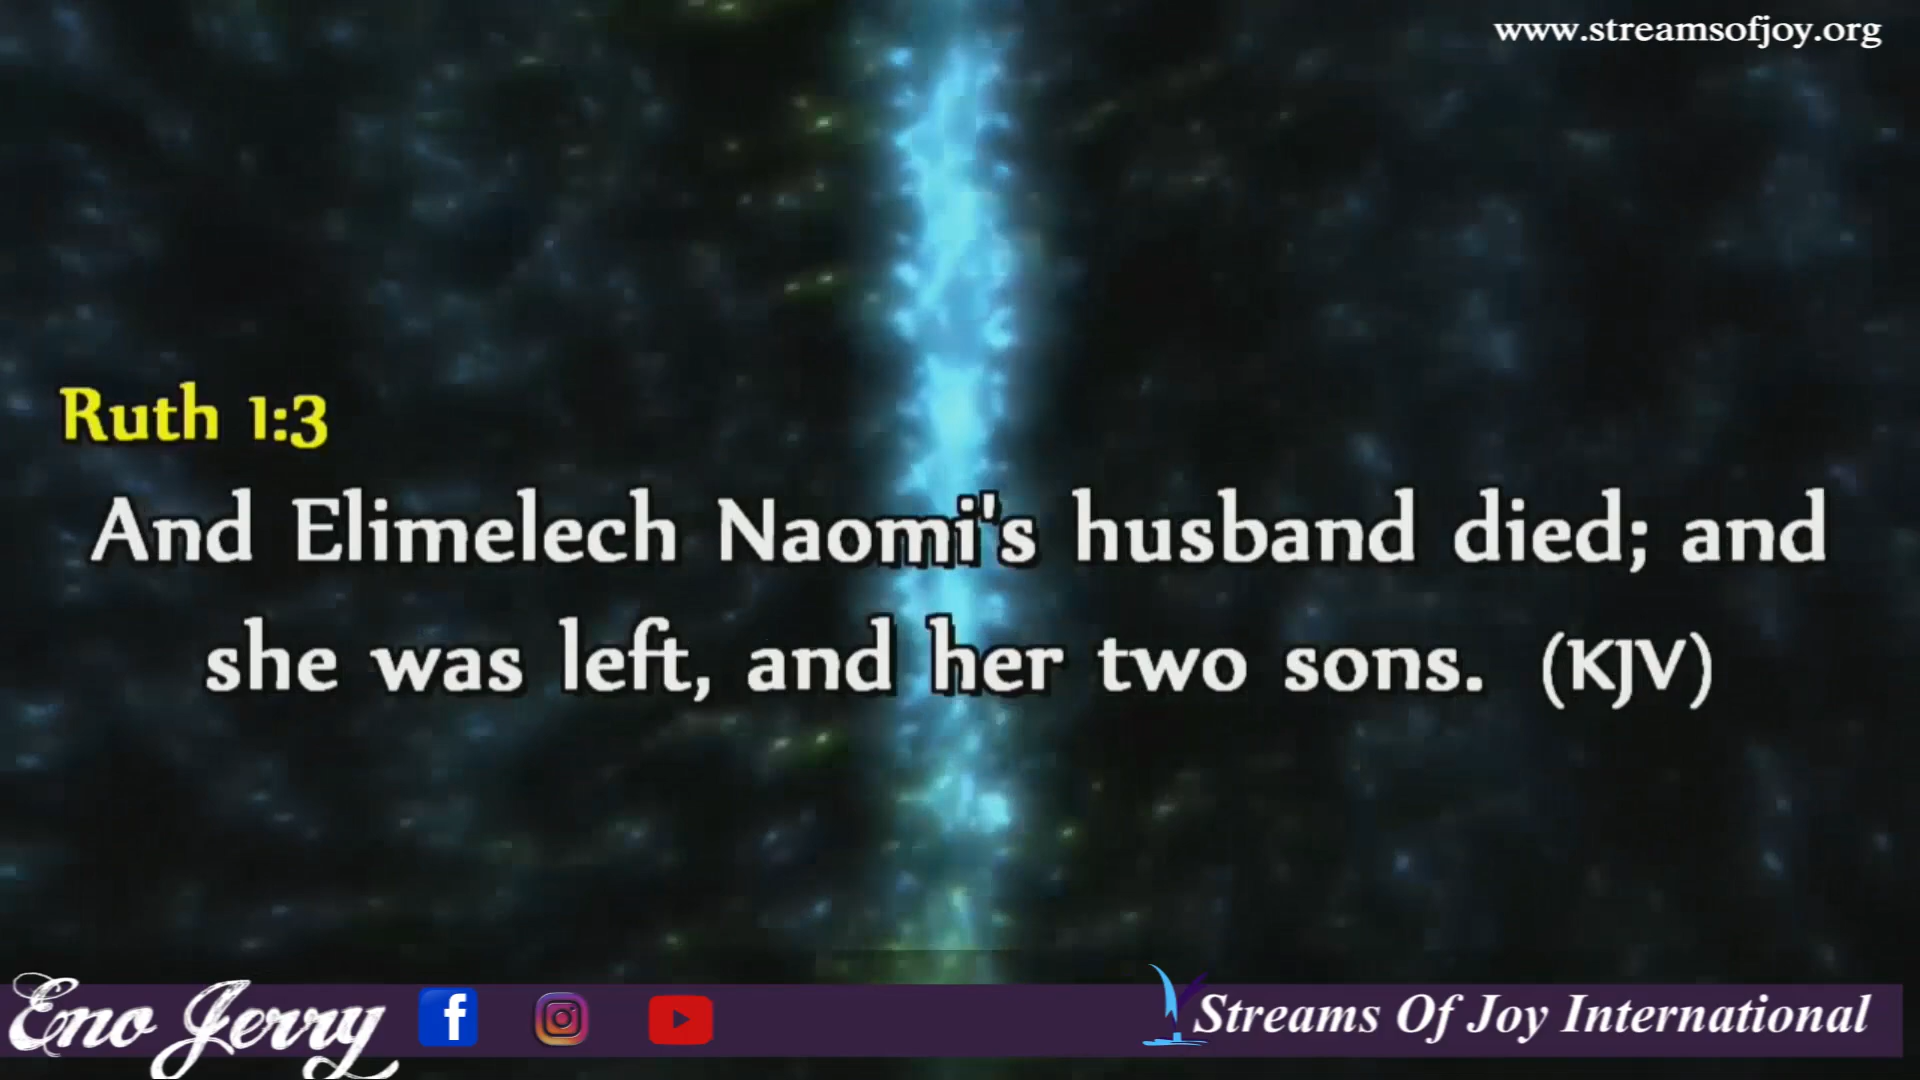 www.streamsofjoy.org
Ruth 1:3
And Elimelech Naomi's husband died; and
she was left, and her two sons. (KJV)
Eno Jerry
Streams Of Joy International